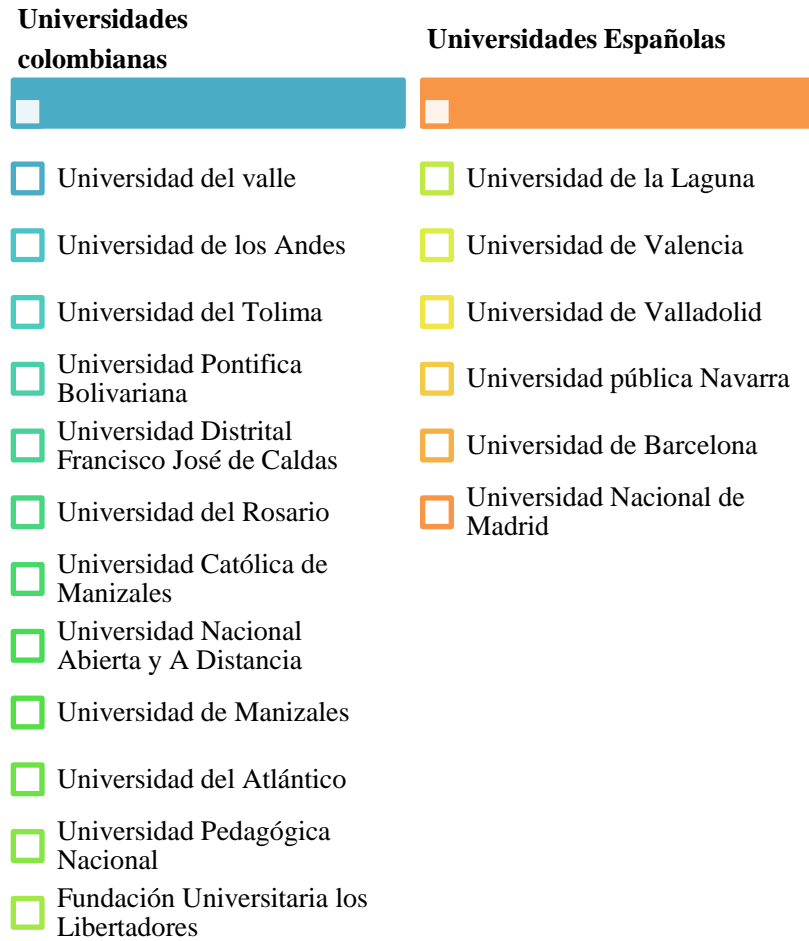 Universidades
colombianas
Universidad del valle
Universidad de los Andes
Universidad del Tolima
Universidad Pontifica
Bolivariana
Universidad Distrital
Francisco José de Caldas
Universidad del Rosario
Universidad Católica de
Manizales
Universidad Nacional
Abierta y A Distancia
Universidad de Manizales
Universidad del Atlántico
Universidad Pedagógica
Nacional
Fundación Universitaria los
Libertadores
Universidades Españolas
Universidad de la Laguna
Universidad de Valencia
Universidad de Valladolid
Universidad pública Navarra
Universidad de Barcelona
Universidad Nacional de
Madrid